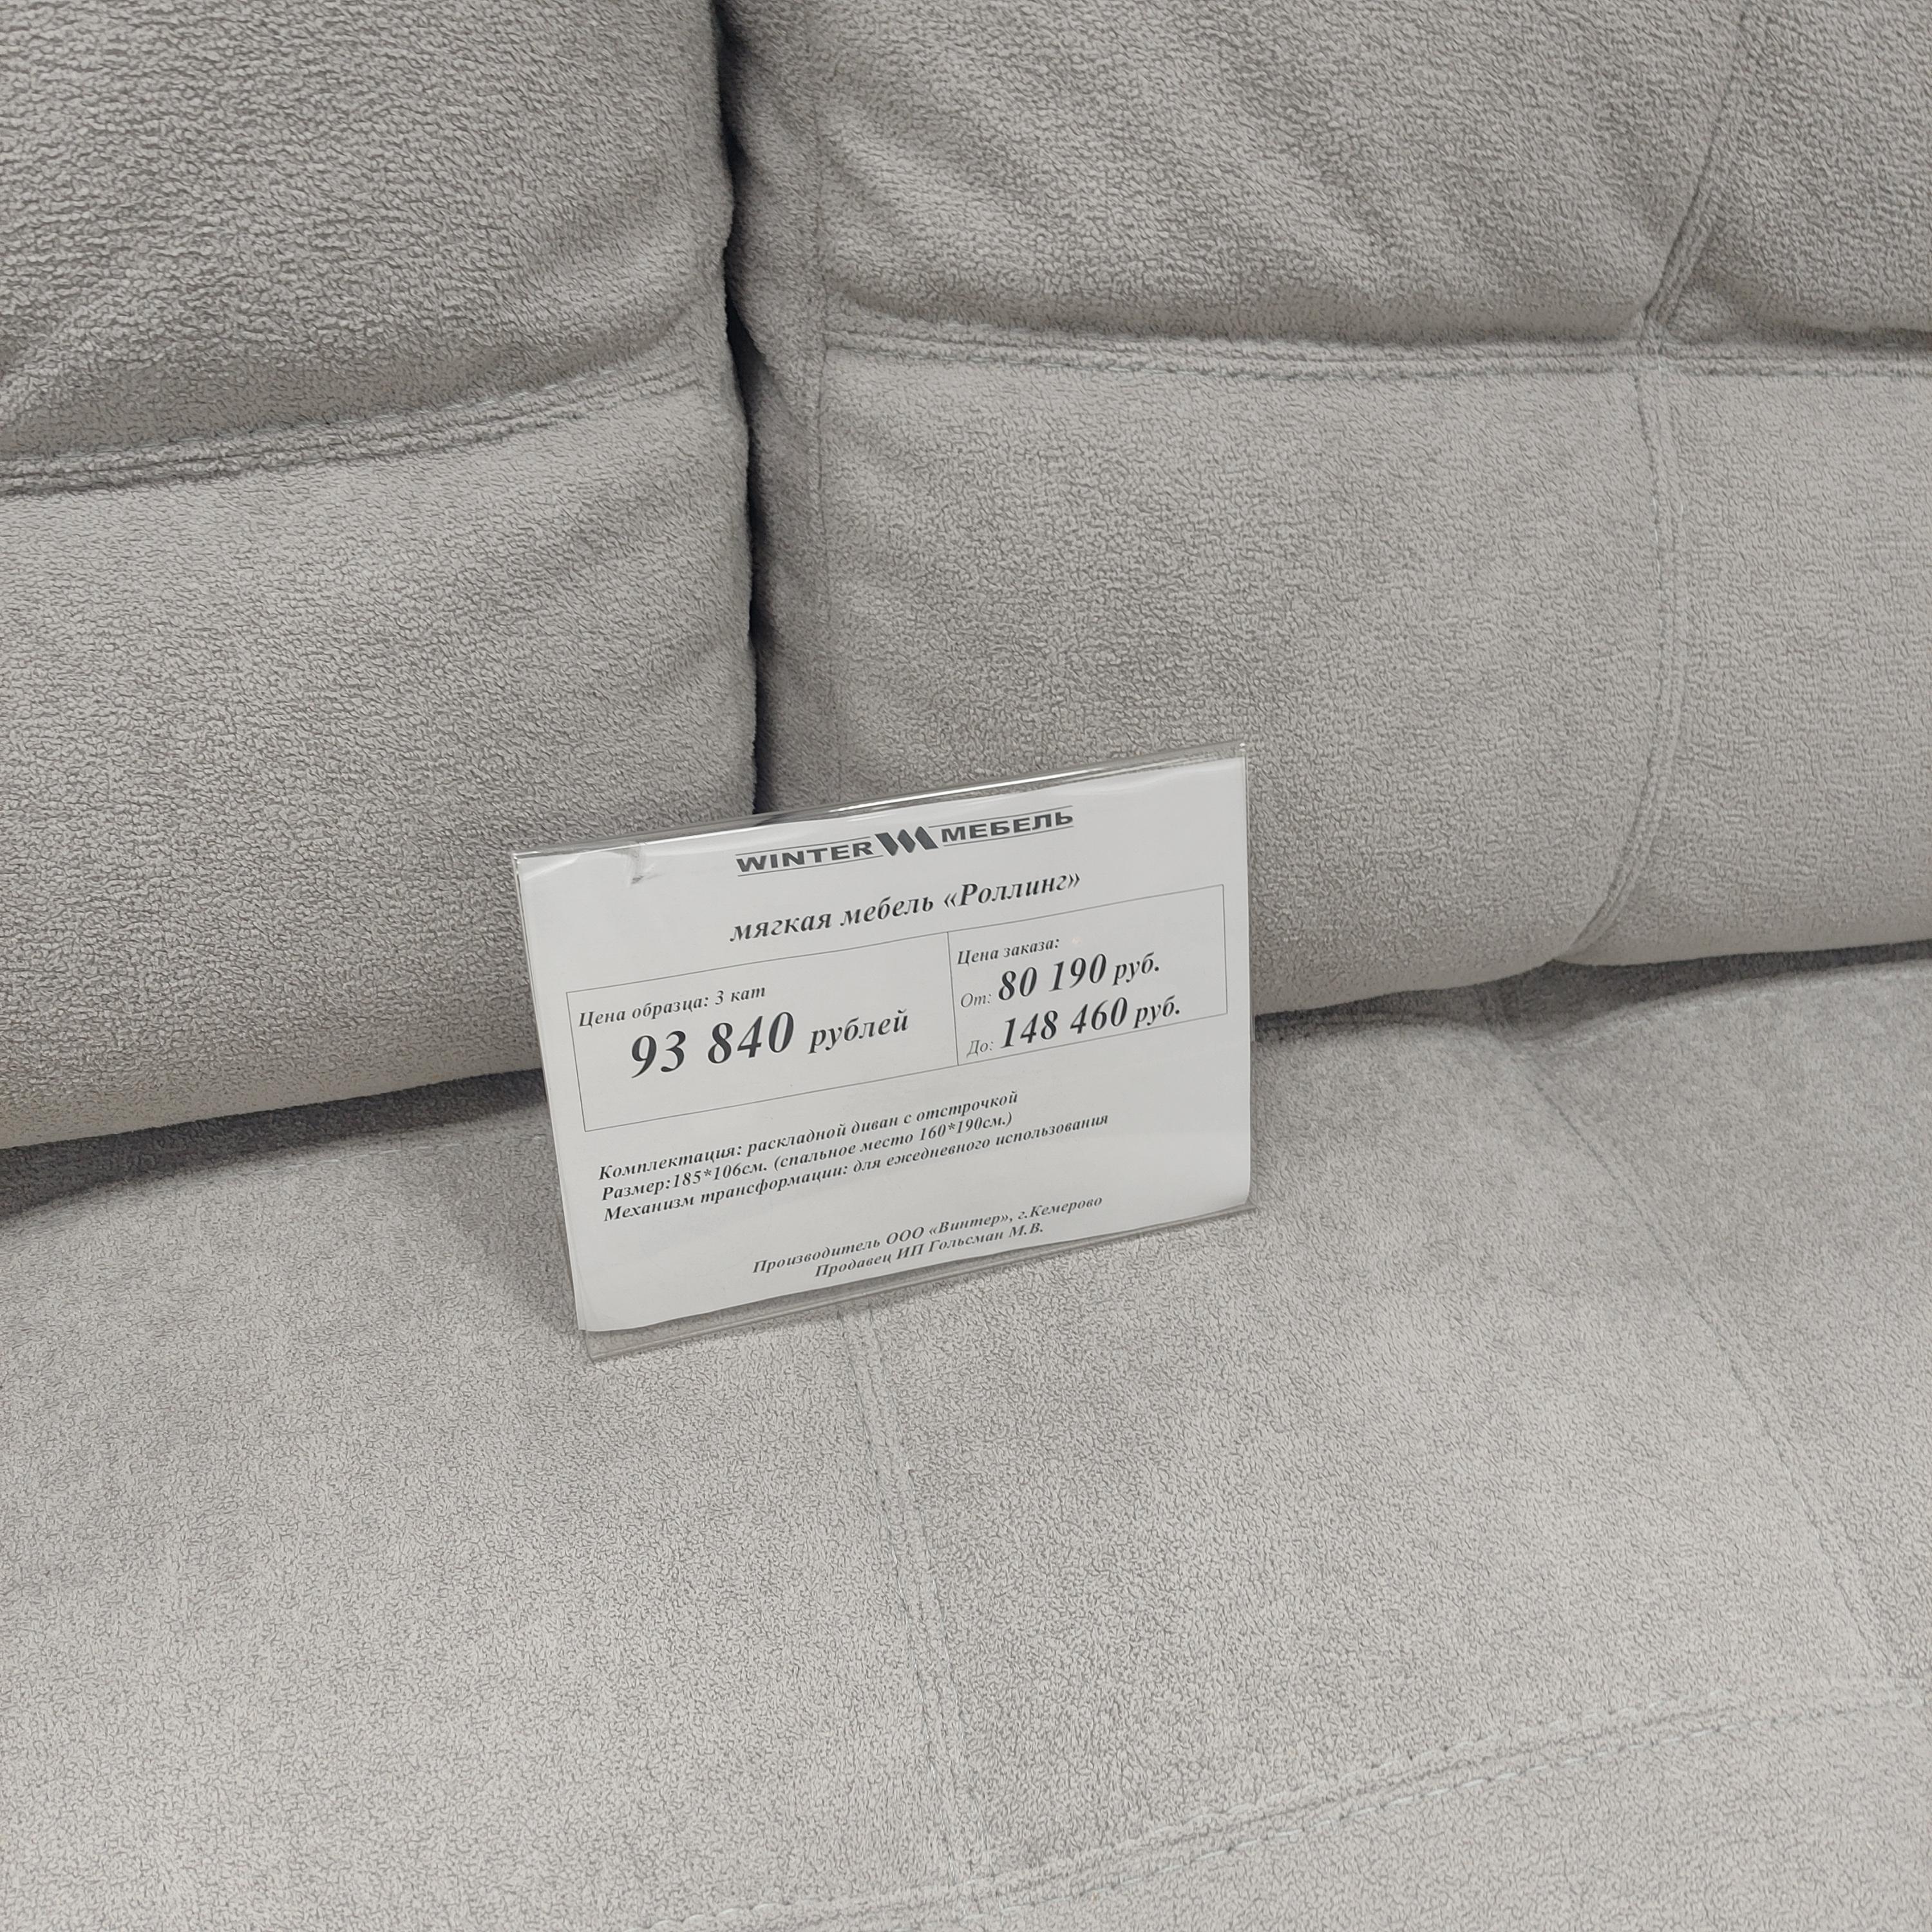 WINTER МЕБЕЛЬ
мягкая мебель «Роллинг»
Цена образца: 3 кат
93 840 рублей
Цена заказа:
От: 80 190 руб.
До: 148 460 руб.
Комплектация: раскладной диван с отстрочкой
Размер:185*106см. (спальное место 160*190см.)
Механизм трансформации: для ежедневного использования
Производитель ООО «Винтер», г.Кемерово
Продавец ИП Гольсман М.В.